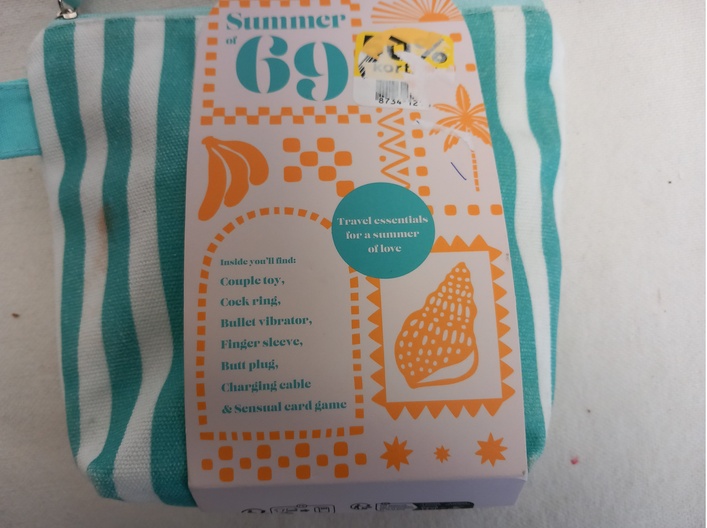 Summer
of
69
kort
Travel essentials
for a summer
of love
Inside you'll find:
Couple toy,
Cock ring,
Bullet vibrator,
Finger sleeve,
Butt plug,
Charging cable
& Sensual card game